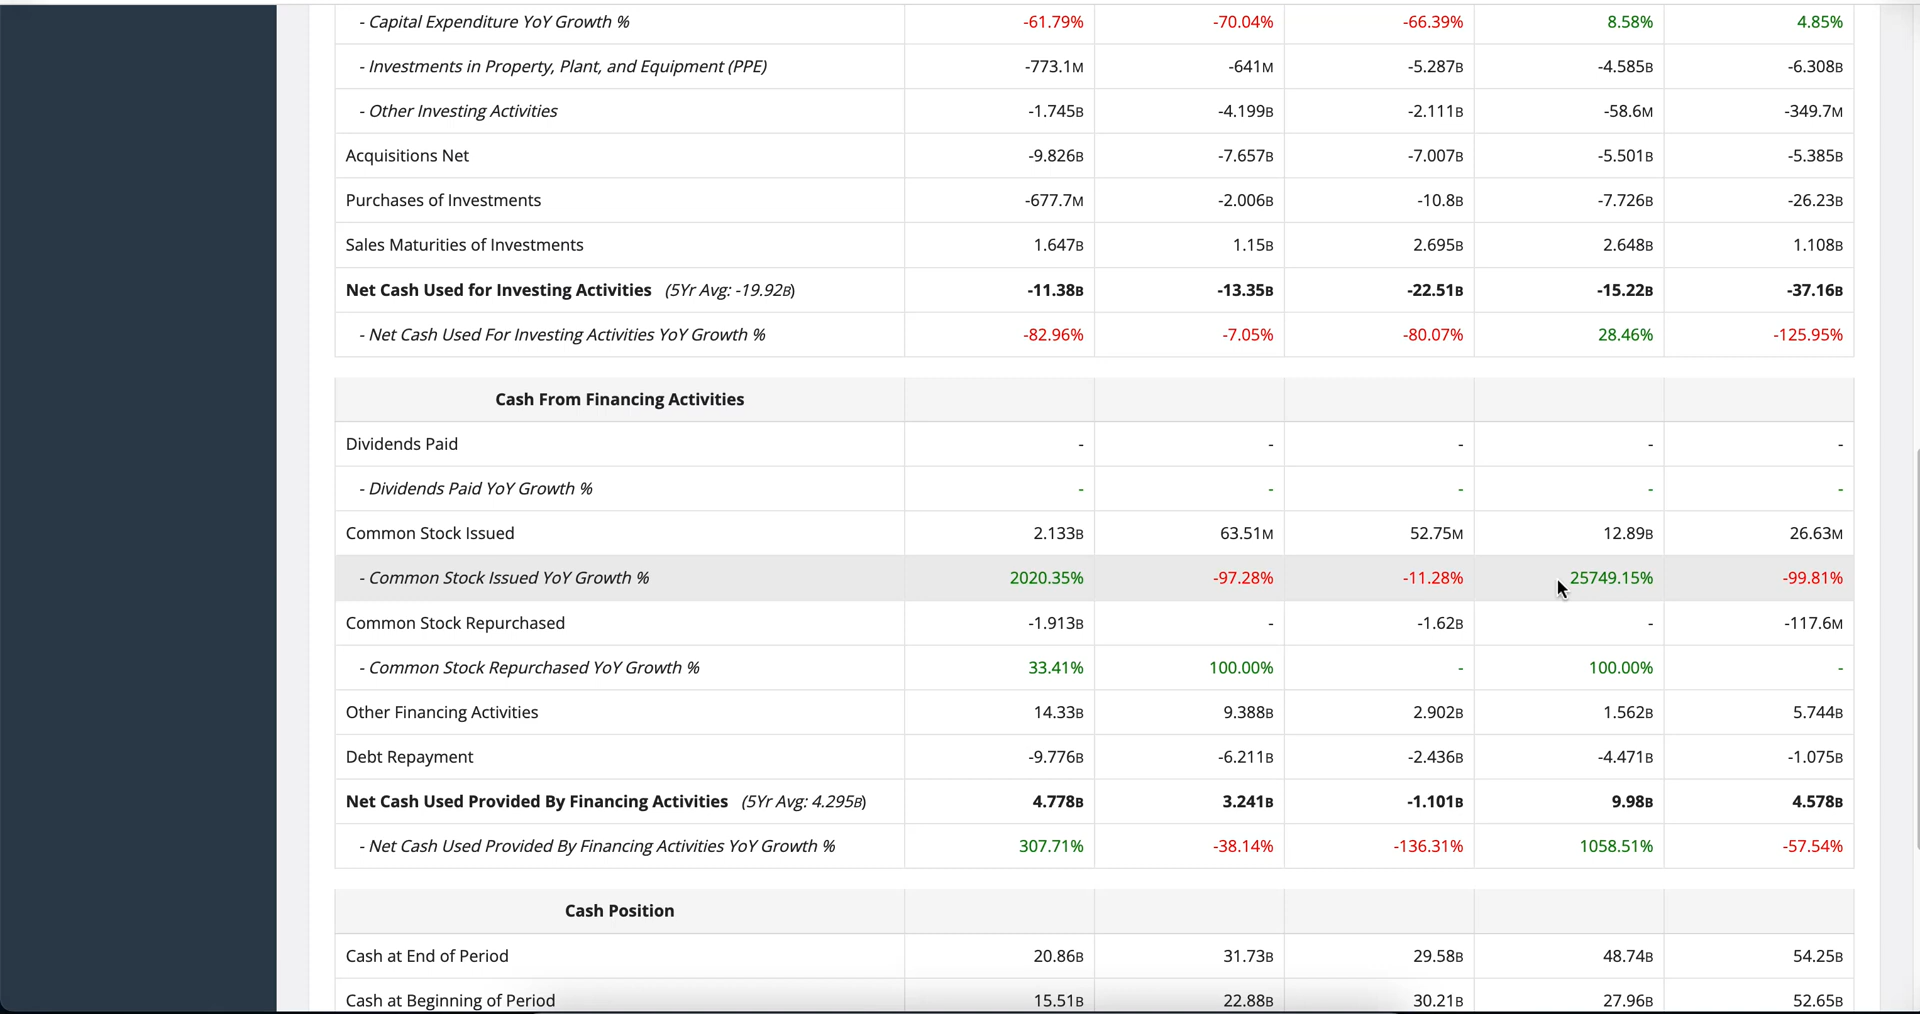 - Capital Expenditure YoY Growth % -61.79% -70.04% -66.39% 8.58% 4.85%
- Investments in Property, Plant, and Equipment (PPE) -773.1M -641M -5.287B -4.585B -6.308B
- Other Investing Activities -1.745B -4.199B -2.111B -58.6M -349.7M
Acquisitions Net -9.826B -7.657B -7.007B -5.501B -5.385B
Purchases of Investments -677.7M -2.006B -10.8B -7.726B -26.23B
Sales Maturities of Investments 1.647B 1.15B 2.695B 2.648B 1.108B
Net Cash Used for Investing Activities (5Yr Avg: -19.92B) -11.38B -13.35B -22.51B -15.22B -37.16B
- Net Cash Used For Investing Activities YoY Growth % -82.96% -7.05% -80.07% 28.46% -125.95%
Cash From Financing Activities
Dividends Paid - - - - -
- Dividends Paid YoY Growth % - - - - -
Common Stock Issued 2.133B 63.51M 52.75M 12.89B 26.63M
- Common Stock Issued YoY Growth % 2020.35% -97.28% -11.28% 25749.15% -99.81%
Common Stock Repurchased -1.913B - -1.62B - -117.6M
- Common Stock Repurchased YoY Growth % 33.41% 100.00% - 100.00% -
Other Financing Activities 14.33B 9.388B 2.902B 1.562B 5.744B
Debt Repayment -9.776B -6.211B -2.436B -4.471B -1.075B
Net Cash Used Provided By Financing Activities (5Yr Avg: 4.295B) 4.778B 3.241B -1.101B 9.98B 4.578B
- Net Cash Used Provided By Financing Activities YoY Growth % 307.71% -38.14% -136.31% 1058.51% -57.54%
Cash Position
Cash at End of Period 20.86B 31.73B 29.58B 48.74B 54.25B
Cash at Beginning of Period 15.51B 22.88B 30.21B 27.96B 52.65B